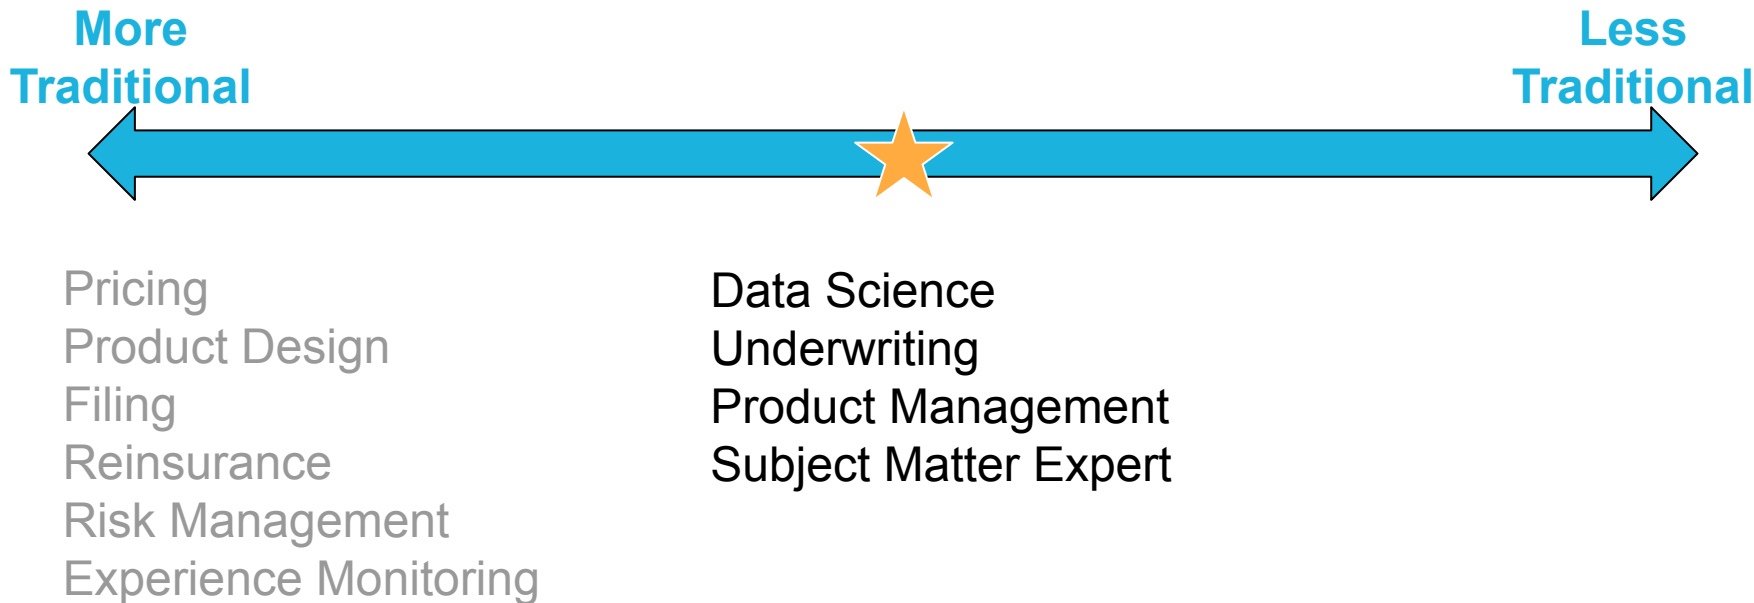 More
Traditional
Less
Traditional
Pricing
Product Design
Filing
Reinsurance
Risk Management
Experience Monitoring
Data Science
Underwriting
Product Management
Subject Matter Expert